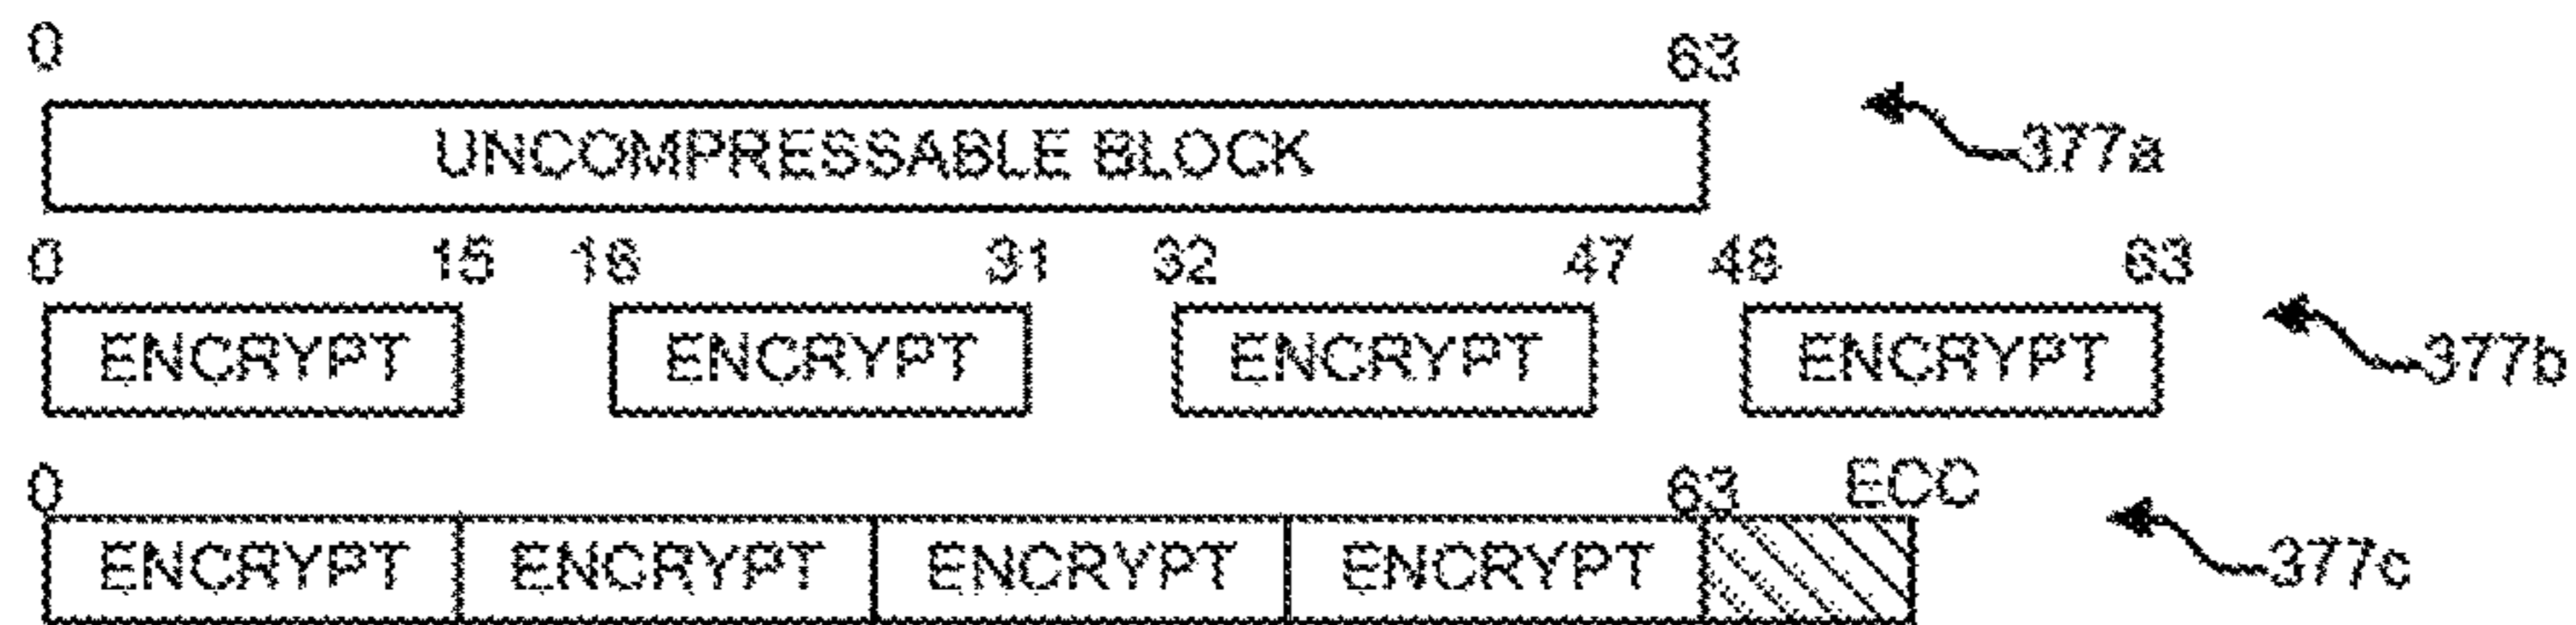 0 63
UNCOMPRESSABLE BLOCK 377a
0 15 16 31 32 47 48 63
ENCRYPT ENCRYPT ENCRYPT ENCRYPT 377b
0 63 ECC
ENCRYPT ENCRYPT ENCRYPT ENCRYPT 377c